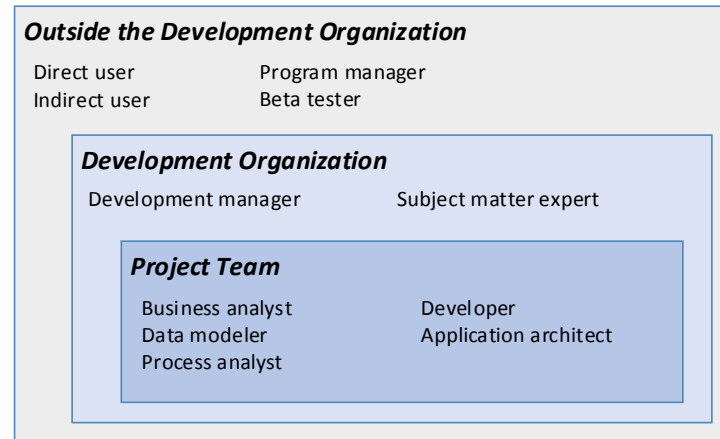 Outside the Development Organization
Direct user Program manager
Indirect user Beta tester
Development Organization
Development manager Subject matter expert
Project Team
Business analyst Developer
Data modeler Application architect
Process analyst